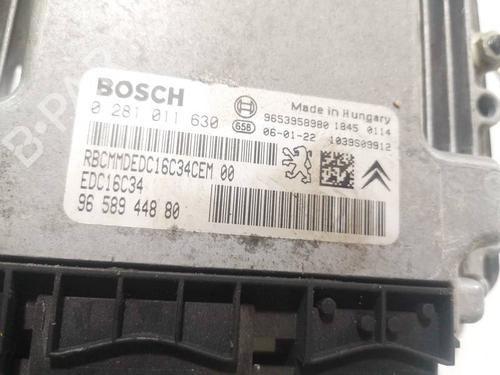 BOSCH
0 281 011 630
658
Made in Hungary
9653958980 1845 0114
06-01-22 1039S09912
RBCMMDEDC16C34CEM 00
EDC16C34
96 589 448 80